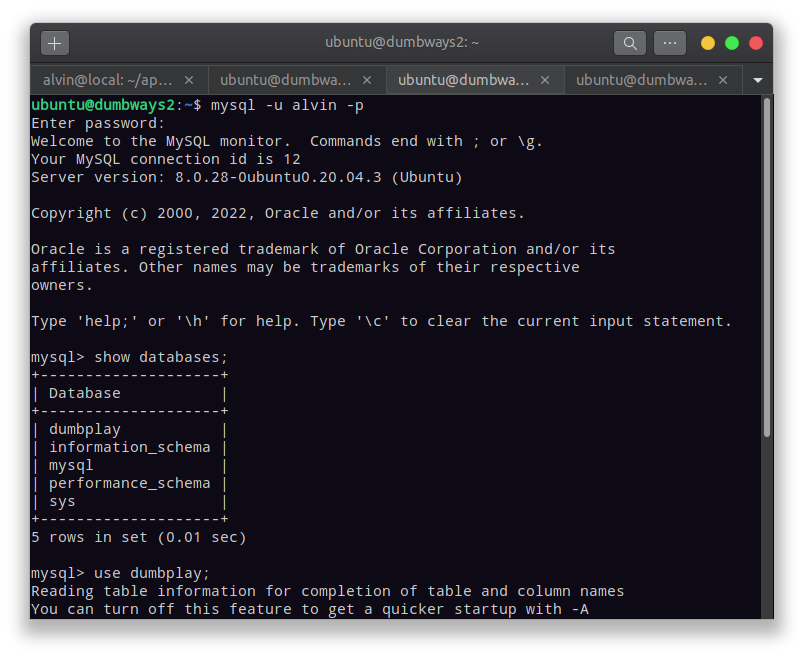 ubuntu@dumbways2: ~
alvin@local: ~/ap...
ubuntu@dumbwa...
ubuntu@dumbwa...
ubuntu@dumbwa...
ubuntu@dumbways2:~$ mysql -u alvin -p
Enter password:
Welcome to the MySQL monitor.  Commands end with ; or \g.
Your MySQL connection id is 12
Server version: 8.0.28-0ubuntu0.20.04.3 (Ubuntu)
Copyright (c) 2000, 2022, Oracle and/or its affiliates.
Oracle is a registered trademark of Oracle Corporation and/or its
affiliates. Other names may be trademarks of their respective
owners.
Type 'help;' or '\h' for help. Type '\c' to clear the current input statement.
mysql> show databases;
+--------------------+
| Database           |
+--------------------+
| dumbplay           |
| information_schema |
| mysql              |
| performance_schema |
| sys                |
+--------------------+
5 rows in set (0.01 sec)
mysql> use dumbplay;
Reading table information for completion of table and column names
You can turn off this feature to get a quicker startup with -A